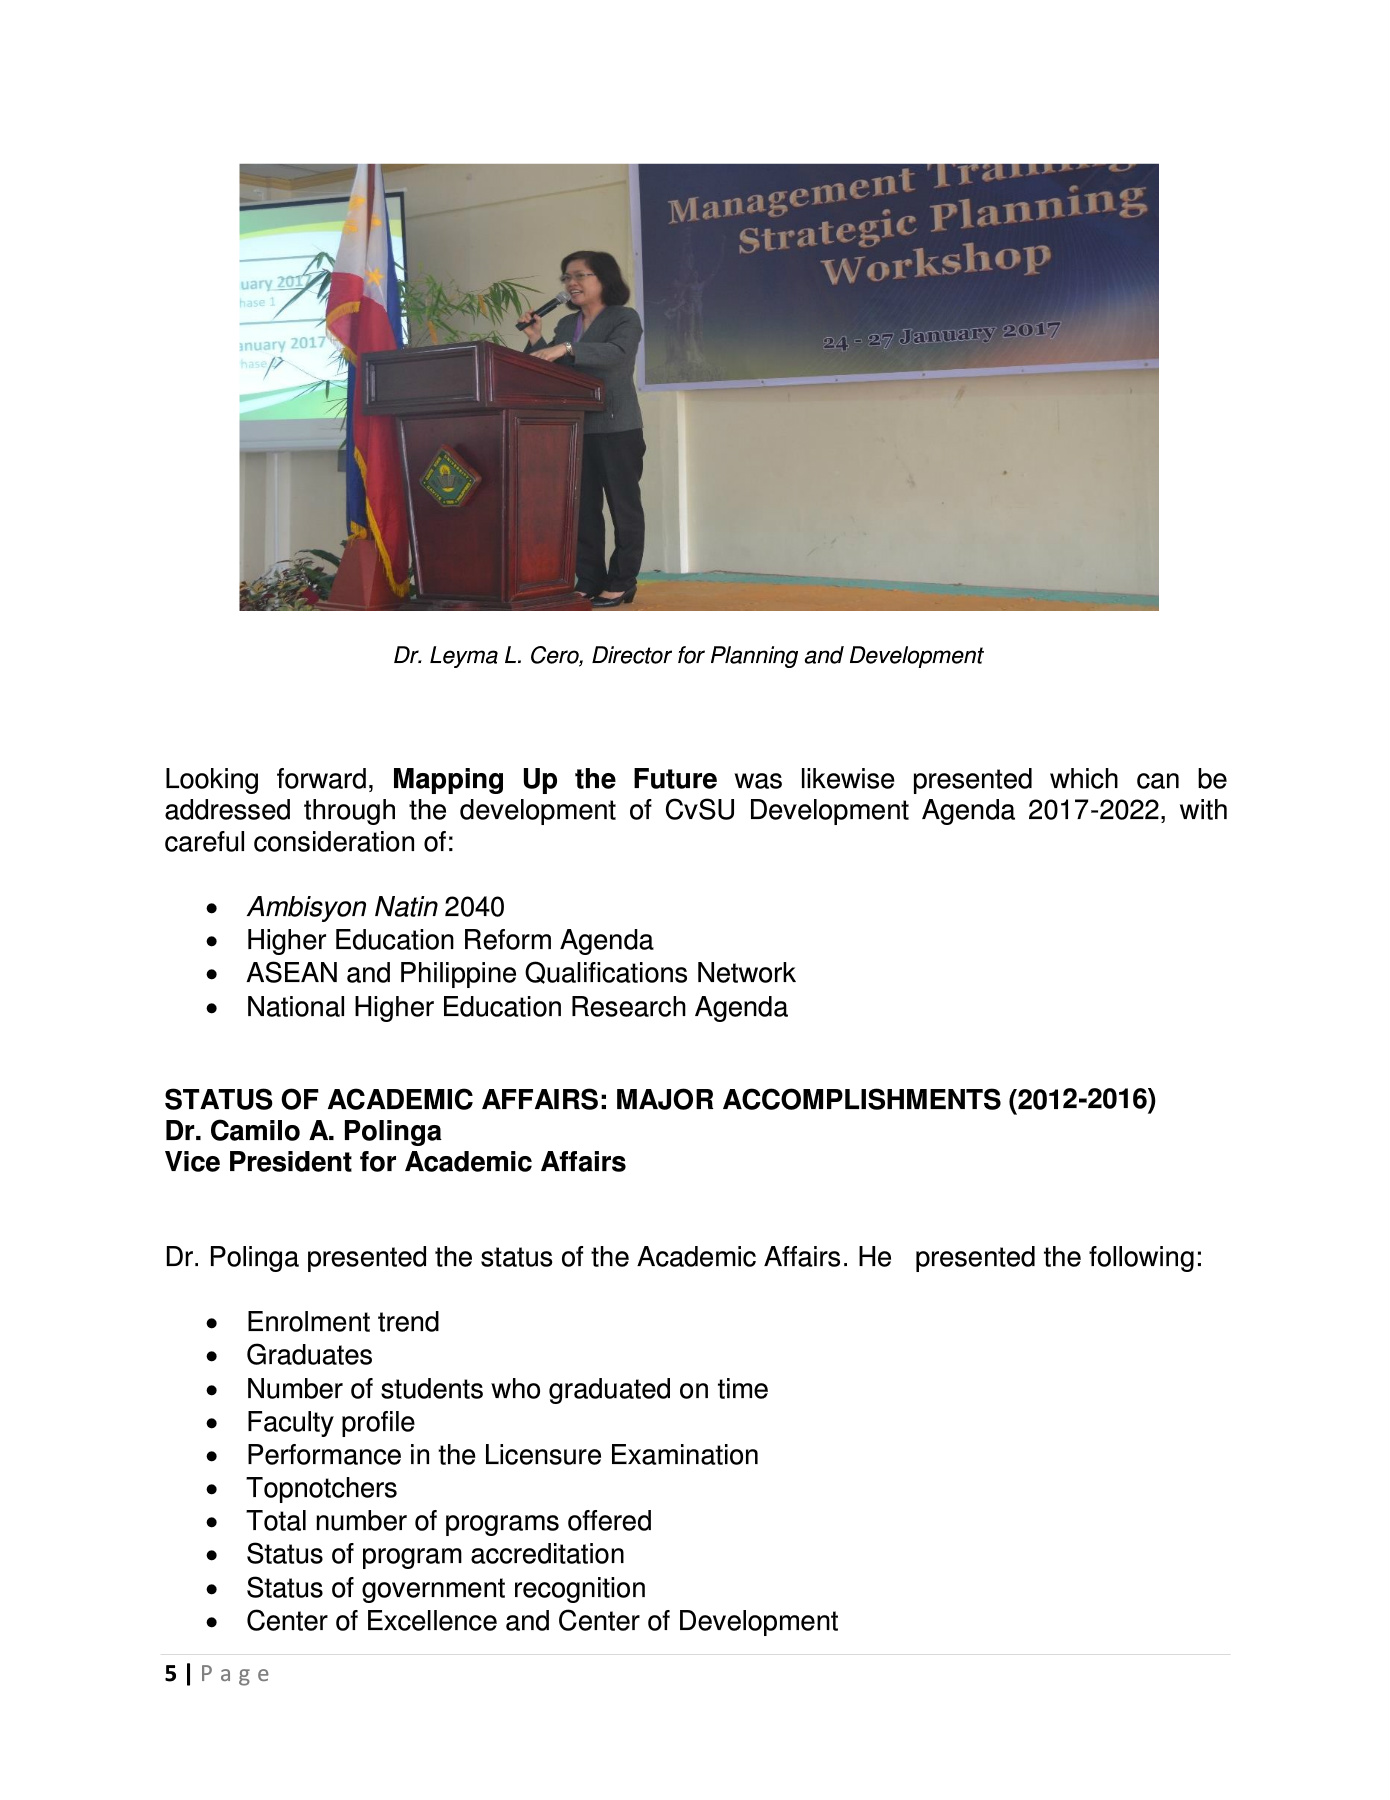 uary 2017
hase 1
anuary 2017
hase
Management Training
Strategic Planning
Workshop
24 - 27 January 2017
Dr. Leyma L. Cero, Director for Planning and Development
Looking forward, Mapping Up the Future was likewise presented which can be
addressed through the development of CvSU Development Agenda 2017-2022, with
careful consideration of:
• Ambisyon Natin 2040
• Higher Education Reform Agenda
• ASEAN and Philippine Qualifications Network
• National Higher Education Research Agenda
STATUS OF ACADEMIC AFFAIRS: MAJOR ACCOMPLISHMENTS (2012-2016)
Dr. Camilo A. Polinga
Vice President for Academic Affairs
Dr. Polinga presented the status of the Academic Affairs. He   presented the following:
• Enrolment trend
• Graduates
• Number of students who graduated on time
• Faculty profile
• Performance in the Licensure Examination
• Topnotchers
• Total number of programs offered
• Status of program accreditation
• Status of government recognition
• Center of Excellence and Center of Development
5 | Page